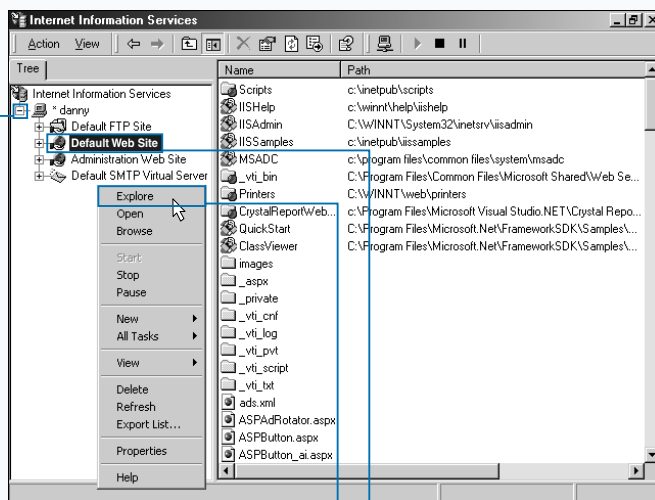 Internet Information Services
Action View
Tree
Name Path
Internet Information Services
* danny
Default FTP Site
Default Web Site
Administration Web Site
Default SMTP Virtual Server
Explore
Open
Browse
Start
Stop
Pause
New
All Tasks
View
Delete
Refresh
Export List...
Properties
Help
Scripts c:\inetpub\scripts
IISHelp c:\winnt\help\iishelp
IISAdmin C:\WINNT\System32\inetsrv\iisadmin
IISSamples c:\inetpub\iissamples
MSADC c:\program files\common files\system\msadc
_vti_bin C:\Program Files\Common Files\Microsoft Shared\Web Se...
Printers C:\WINNT\web\printers
CrystalReportWeb... c:\Program Files\Microsoft Visual Studio.NET\Crystal Repo...
QuickStart C:\Program Files\Microsoft.Net\FrameworkSDK\Samples\...
ClassViewer C:\Program Files\Microsoft.Net\FrameworkSDK\Samples\...
images
_aspx
_private
_vti_cnf
_vti_log
_vti_pvt
_vti_script
_vti_txt
ads.xml
ASPAdRotator.aspx
ASPButton.aspx
ASPButton_ai.aspx